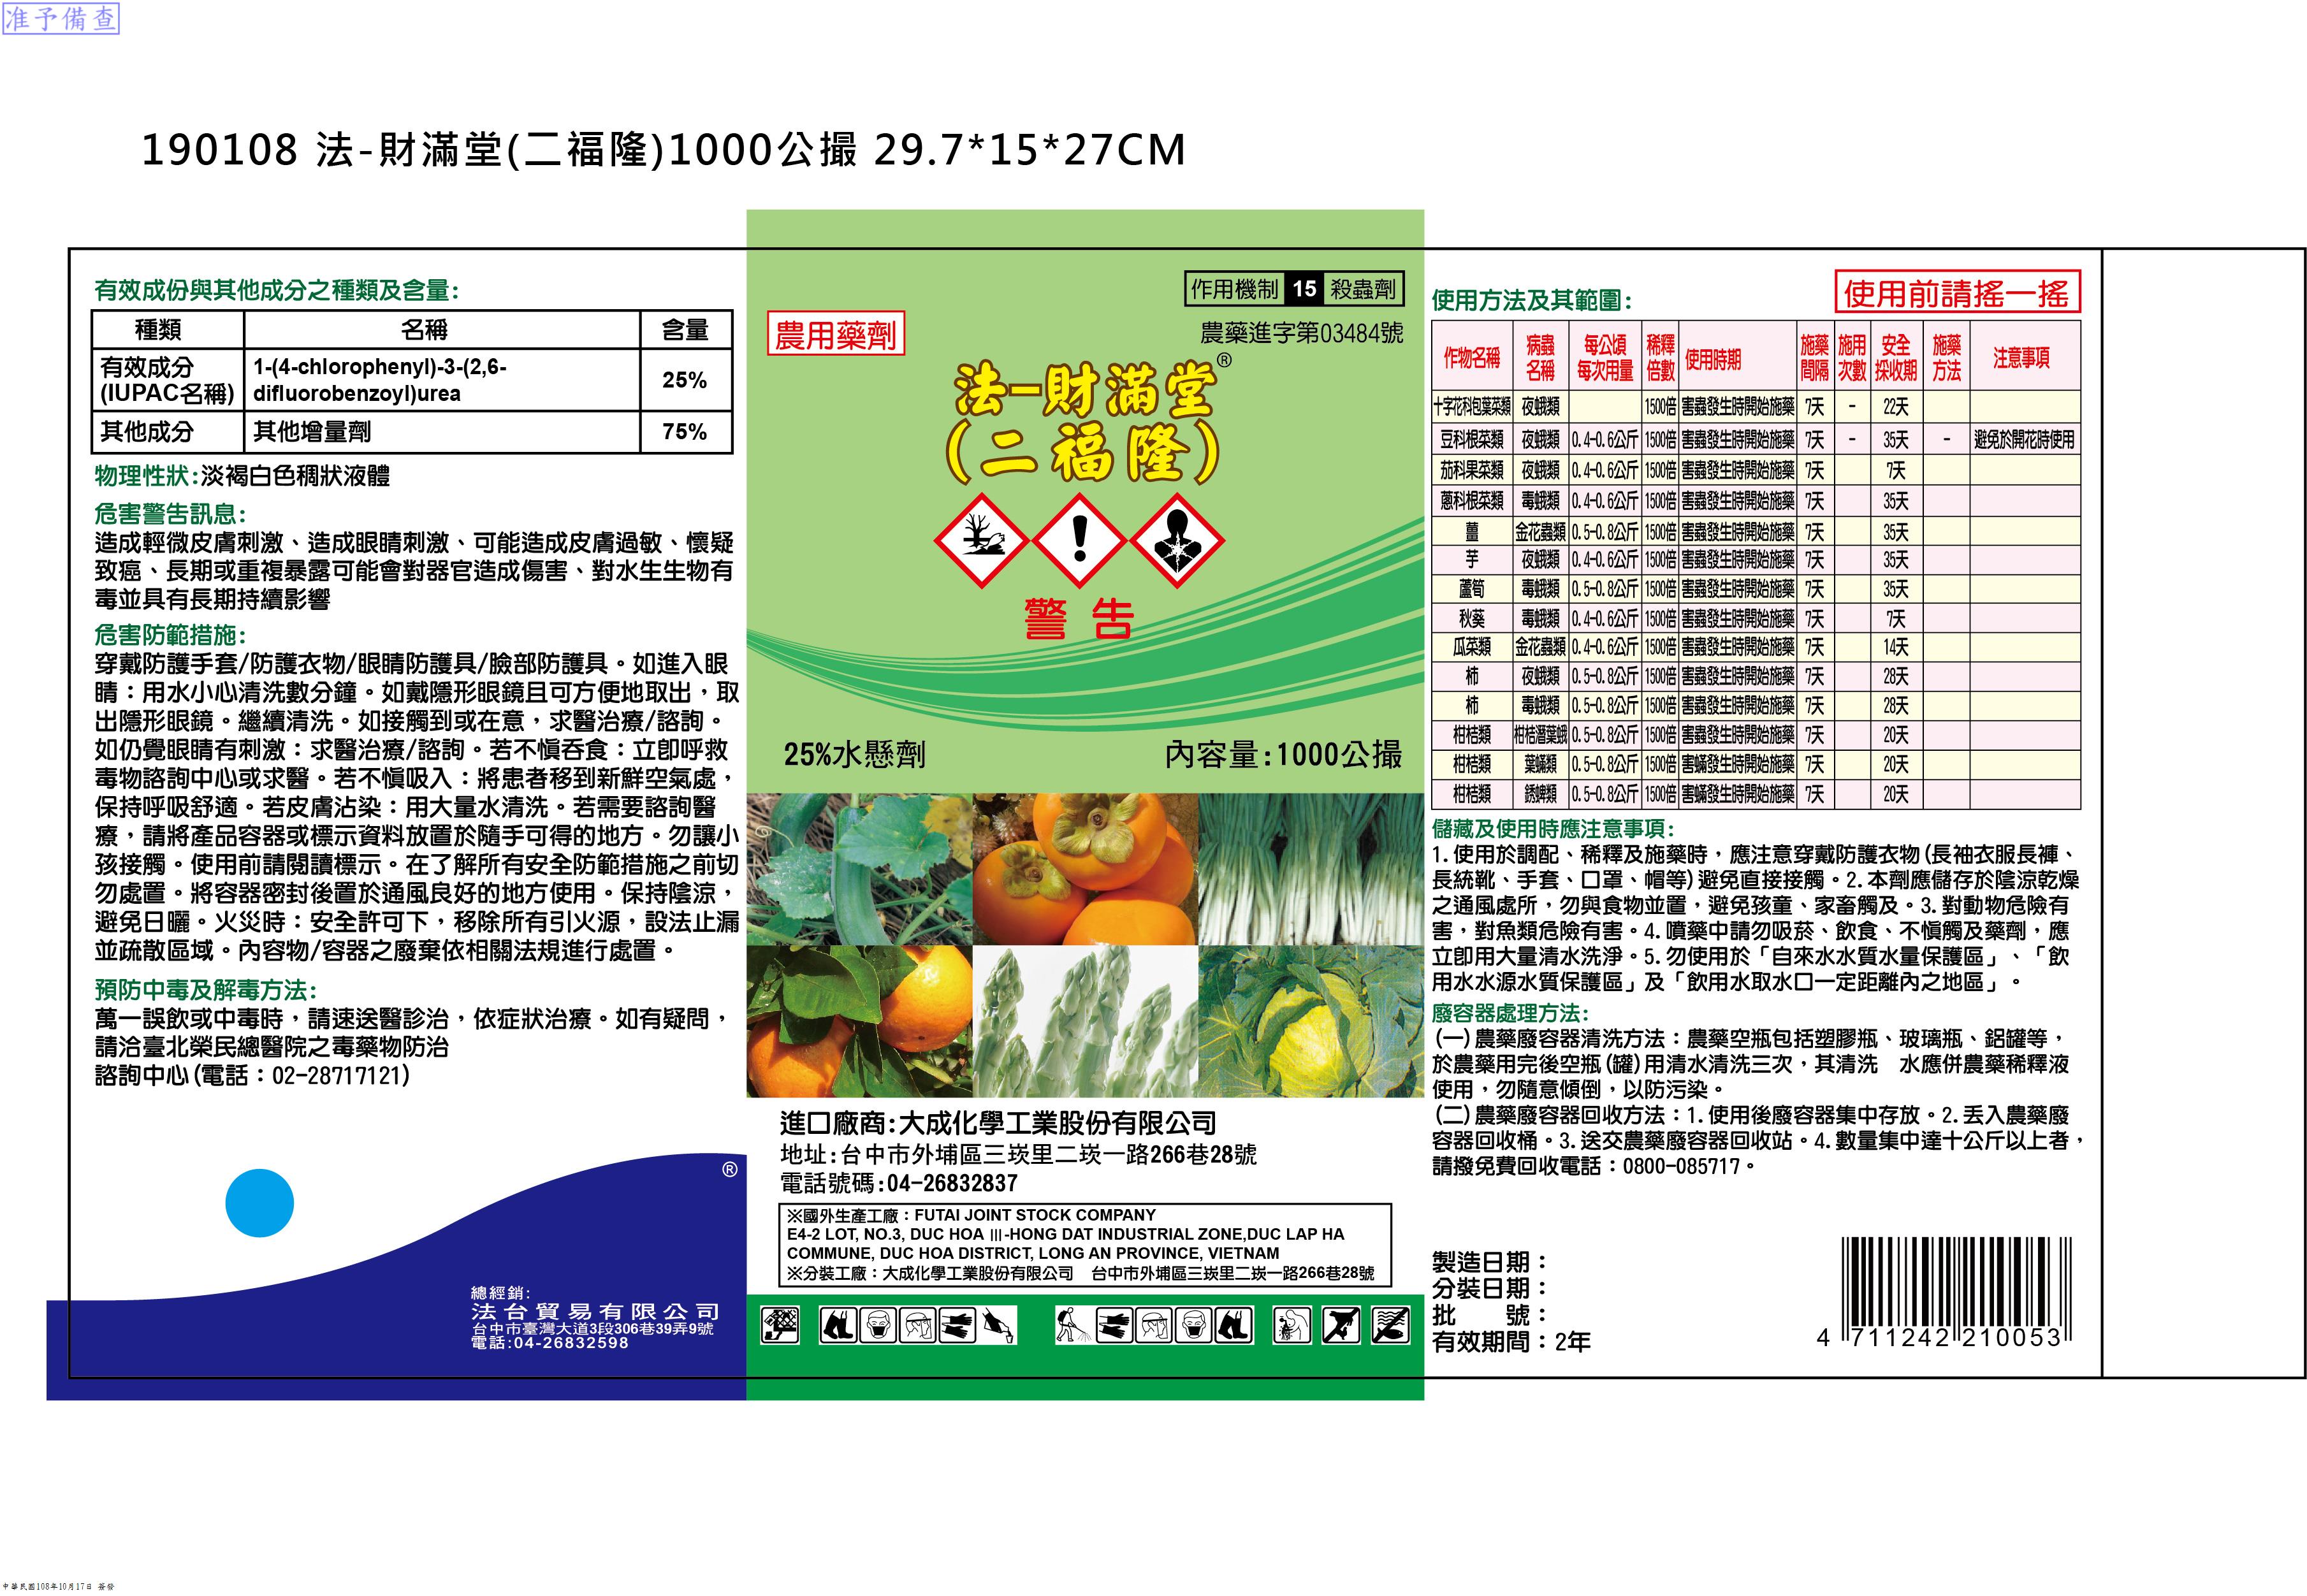 准予備查
190108 法-財滿堂(二福隆)1000公撮 29.7*15*27CM
有效成份與其他成分之種類及含量:
種類 名稱 含量
有效成分 1-(4-chlorophenyl)-3-(2,6- 25%
(IUPAC名稱) difluorobenzoyl)urea
其他成分 其他增量劑 75%
物理性狀:淡褐白色稠狀液體
危害警告訊息:
造成輕微皮膚刺激、造成眼睛刺激、可能造成皮膚過敏、懷疑
致癌、長期或重複暴露可能會對器官造成傷害、對水生生物有
毒並具有長期持續影響
危害防範措施:
穿戴防護手套/防護衣物/眼睛防護具/臉部防護具。如進入眼
睛：用水小心清洗數分鐘。如戴隱形眼鏡且可方便地取出，取
出隱形眼鏡。繼續清洗。如接觸到或在意，求醫治療/諮詢。
如仍覺眼睛有刺激：求醫治療/諮詢。若不慎吞食：立即呼救
毒物諮詢中心或求醫。若不慎吸入：將患者移到新鮮空氣處，
保持呼吸舒適。若皮膚沾染：用大量水清洗。若需要諮詢醫
療，請將產品容器或標示資料放置於隨手可得的地方。勿讓小
孩接觸。使用前請閱讀標示。在了解所有安全防範措施之前切
勿處置。將容器密封後置於通風良好的地方使用。保持陰涼，
避免日曬。火災時：安全許可下，移除所有引火源，設法止漏
並疏散區域。內容物/容器之廢棄依相關法規進行處置。
預防中毒及解毒方法:
萬一誤飲或中毒時，請速送醫診治，依症狀治療。如有疑問，
請洽臺北榮民總醫院之毒藥物防治
諮詢中心(電話：02-28717121)
®
總經銷:
法台貿易有限公司
台中市臺灣大道3段306巷39弄9號
電話:04-26832598
作用機制 15 殺蟲劑
農用藥劑
農藥進字第03484號
法-財滿堂®
(二福隆)
警告
25%水懸劑 內容量:1000公撮
進口廠商:大成化學工業股份有限公司
地址:台中市外埔區三崁里二崁一路266巷28號
電話號碼:04-26832837
※國外生產工廠：FUTAI JOINT STOCK COMPANY
E4-2 LOT, NO.3, DUC HOA III-HONG DAT INDUSTRIAL ZONE,DUC LAP HA
COMMUNE, DUC HOA DISTRICT, LONG AN PROVINCE, VIETNAM
※分裝工廠：大成化學工業股份有限公司 台中市外埔區三崁里二崁一路266巷28號
使用方法及其範圍:
使用前請搖一搖
作物名稱 病蟲名稱 每公頃每次用量 稀釋倍數 使用時期 施藥間隔 施用次數 安全採收期 施藥方法 注意事項
十字花科包葉菜類 夜蛾類 1500倍 害蟲發生時開始施藥 7天 - 22天
豆科根菜類 夜蛾類 0.4-0.6公斤 1500倍 害蟲發生時開始施藥 7天 - 35天 - 避免於開花時使用
茄科果菜類 夜蛾類 0.4-0.6公斤 1500倍 害蟲發生時開始施藥 7天 7天
蔥科根菜類 毒蛾類 0.4-0.6公斤 1500倍 害蟲發生時開始施藥 7天 35天
薑 金花蟲類 0.5-0.8公斤 1500倍 害蟲發生時開始施藥 7天 35天
芋 夜蛾類 0.4-0.6公斤 1500倍 害蟲發生時開始施藥 7天 35天
蘆筍 毒蛾類 0.5-0.8公斤 1500倍 害蟲發生時開始施藥 7天 35天
秋葵 毒蛾類 0.4-0.6公斤 1500倍 害蟲發生時開始施藥 7天 7天
瓜菜類 金花蟲類 0.4-0.6公斤 1500倍 害蟲發生時開始施藥 7天 14天
柿 夜蛾類 0.5-0.8公斤 1500倍 害蟲發生時開始施藥 7天 28天
柿 毒蛾類 0.5-0.8公斤 1500倍 害蟲發生時開始施藥 7天 28天
柑桔類 柑桔潛葉蛾 0.5-0.8公斤 1500倍 害蟲發生時開始施藥 7天 20天
柑桔類 葉蟎類 0.5-0.8公斤 1500倍 害蟎發生時開始施藥 7天 20天
柑桔類 銹蜱類 0.5-0.8公斤 1500倍 害蟎發生時開始施藥 7天 20天
儲藏及使用時應注意事項:
1.使用於調配、稀釋及施藥時，應注意穿戴防護衣物(長袖衣服長褲、
長統靴、手套、口罩、帽等)避免直接接觸。2.本劑應儲存於陰涼乾燥
之通風處所，勿與食物並置，避免孩童、家畜觸及。3.對動物危險有
害，對魚類危險有害。4.噴藥中請勿吸菸、飲食、不慎觸及藥劑，應
立即用大量清水洗淨。5.勿使用於「自來水水質水量保護區」、「飲
用水水源水質保護區」及「飲用水取水口一定距離內之地區」。
廢容器處理方法:
(一)農藥廢容器清洗方法：農藥空瓶包括塑膠瓶、玻璃瓶、鋁罐等，
於農藥用完後空瓶(罐)用清水清洗三次，其清洗 水應併農藥稀釋液
使用，勿隨意傾倒，以防污染。
(二)農藥廢容器回收方法：1.使用後廢容器集中存放。2.丟入農藥廢
容器回收桶。3.送交農藥廢容器回收站。4.數量集中達十公斤以上者，
請撥免費回收電話：0800-085717。
製造日期：
分裝日期：
批 號：
有效期間：2年
4 711242 210053
中華民國108年10月17日 簽發